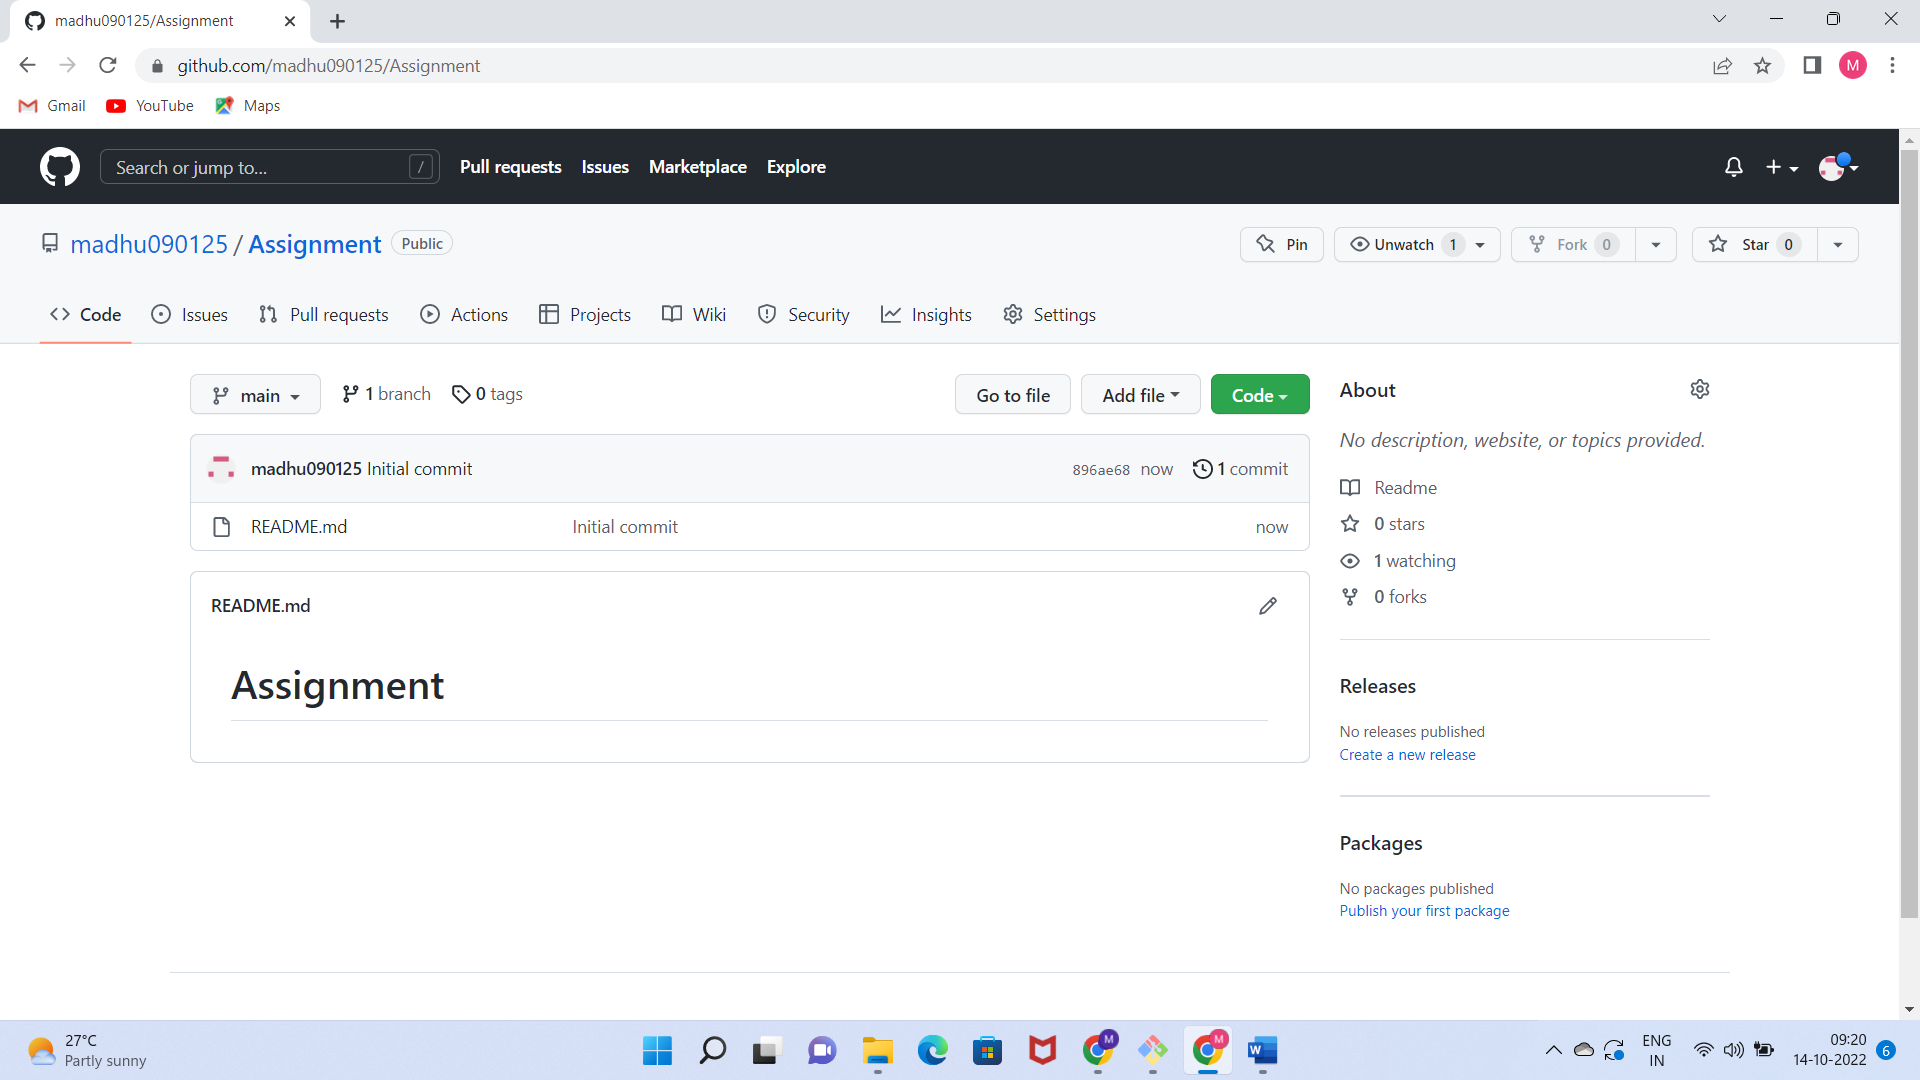 madhu090125/Assignment
github.com/madhu090125/Assignment
M
Gmail YouTube Maps
Search or jump to... / Pull requests Issues Marketplace Explore
madhu090125 / Assignment Public Pin Unwatch 1 Fork 0 Star 0
Code Issues Pull requests Actions Projects Wiki Security Insights Settings
main 1 branch 0 tags Go to file Add file Code
madhu090125 Initial commit 896ae68 now 1 commit
README.md Initial commit now
README.md
Assignment
About
No description, website, or topics provided.
Readme
0 stars
1 watching
0 forks
Releases
No releases published
Create a new release
Packages
No packages published
Publish your first package
27°C
Partly sunny
M
M
W
ENG
IN
09:20
14-10-2022
6